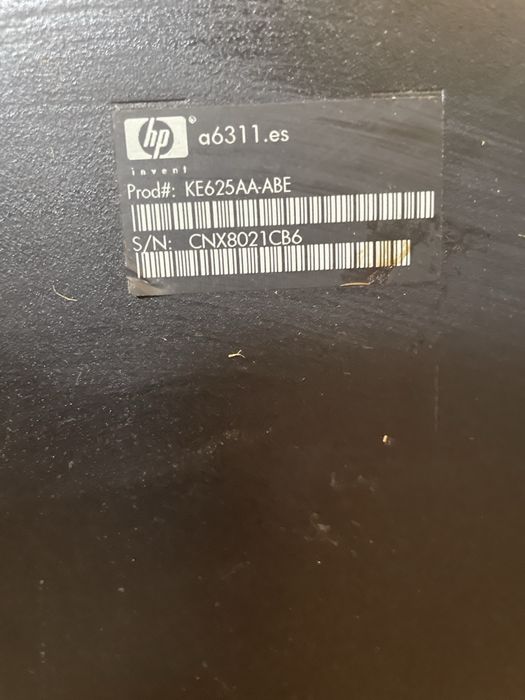 hp® a6311.es
invent
Prod#: KE625AA-ABE
S/N: CNX8021CB6